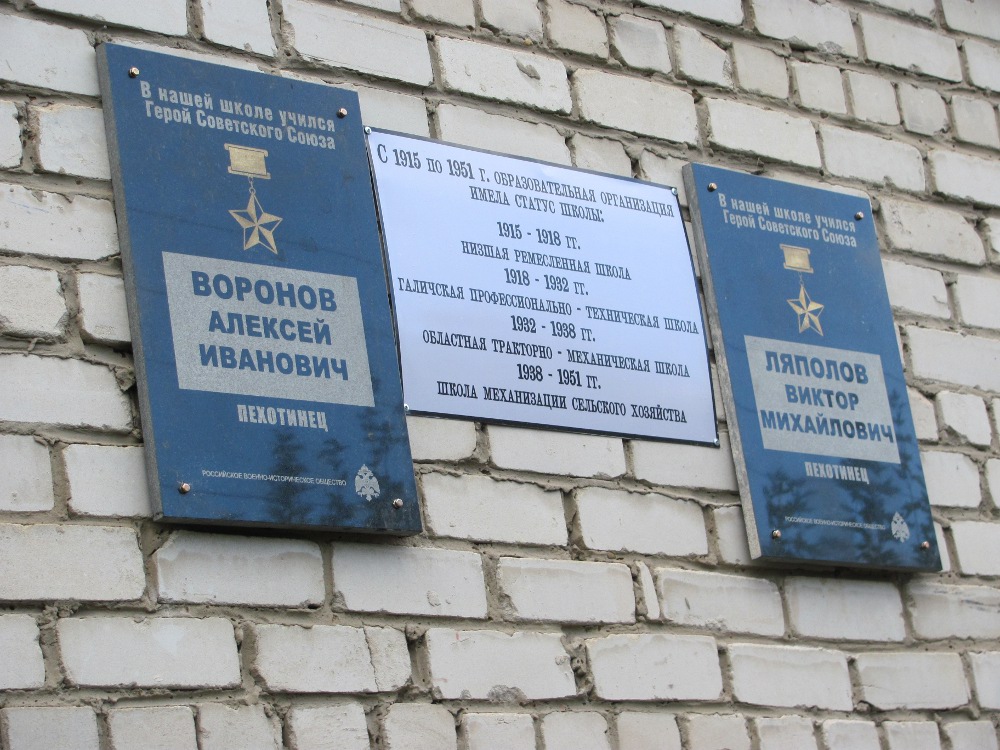 В нашей школе учился
Герой Советского Союза
ВОРОНОВ
АЛЕКСЕЙ
ИВАНОВИЧ
ПЕХОТИНЕЦ
РОССИЙСКОЕ ВОЕННО-ИСТОРИЧЕСКОЕ ОБЩЕСТВО
С 1915 ПО 1951 Г. ОБРАЗОВАТЕЛЬНАЯ ОРГАНИЗАЦИЯ
ИМЕЛА СТАТУС ШКОЛЫ:
1915 - 1918 ГГ.
НИЗШАЯ РЕМЕСЛЕННАЯ ШКОЛА
1918 - 1932 ГГ.
ГАЛИЧСКАЯ ПРОФЕССИОНАЛЬНО - ТЕХНИЧЕСКАЯ ШКОЛА
1932 - 1938 ГГ.
ОБЛАСТНАЯ ТРАКТОРНО - МЕХАНИЧЕСКАЯ ШКОЛА
1938 - 1951 ГГ.
ШКОЛА МЕХАНИЗАЦИИ СЕЛЬСКОГО ХОЗЯЙСТВА
В нашей школе учился
Герой Советского Союза
ЛЯПОЛОВ
ВИКТОР
МИХАЙЛОВИЧ
ПЕХОТИНЕЦ
РОССИЙСКОЕ ВОЕННО-ИСТОРИЧЕСКОЕ ОБЩЕСТВО